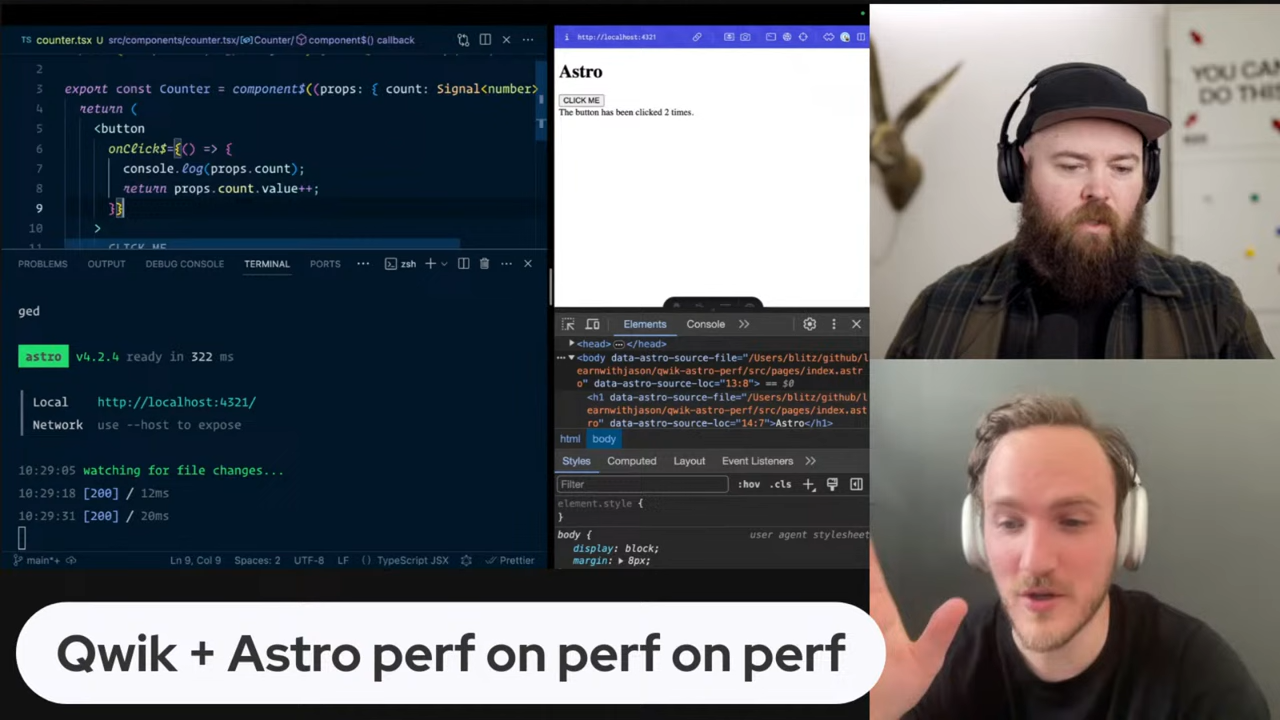 TS counter.tsx U src/components/counter.tsx/Counter/component$() callback
2
3 export const Counter = component$((props: { count: Signal<number>
4 return (
5 <button
6 onClick$={() => {
7 console.log(props.count);
8 return props.count.value++;
9 }}
10 >
11 CLICK ME
PROBLEMS OUTPUT DEBUG CONSOLE TERMINAL PORTS ... zsh
ged
astro v4.2.4 ready in 322 ms
Local http://localhost:4321/
Network use --host to expose
10:29:05 watching for file changes...
10:29:18 [200] / 12ms
10:29:31 [200] / 20ms
main*+ Ln 9, Col 9 Spaces: 2 UTF-8 LF TypeScript JSX Prettier
http://localhost:4321
Astro
CLICK ME
The button has been clicked 2 times.
Elements Console
<head>...</head>
<body data-astro-source-file="/Users/blitz/github/l
earnwithjason/qwik-astro-perf/src/pages/index.astr
o" data-astro-source-loc="13:8"> == $0
<h1 data-astro-source-file="/Users/blitz/github/l
earnwithjason/qwik-astro-perf/src/pages/index.ast
ro" data-astro-source-loc="14:7">Astro</h1>
html body
Styles Computed Layout Event Listeners
Filter :hov .cls
element.style {
}
body { user agent stylesheet
display: block;
margin: 8px;
YOU CAN
DO THIS
Qwik + Astro perf on perf on perf